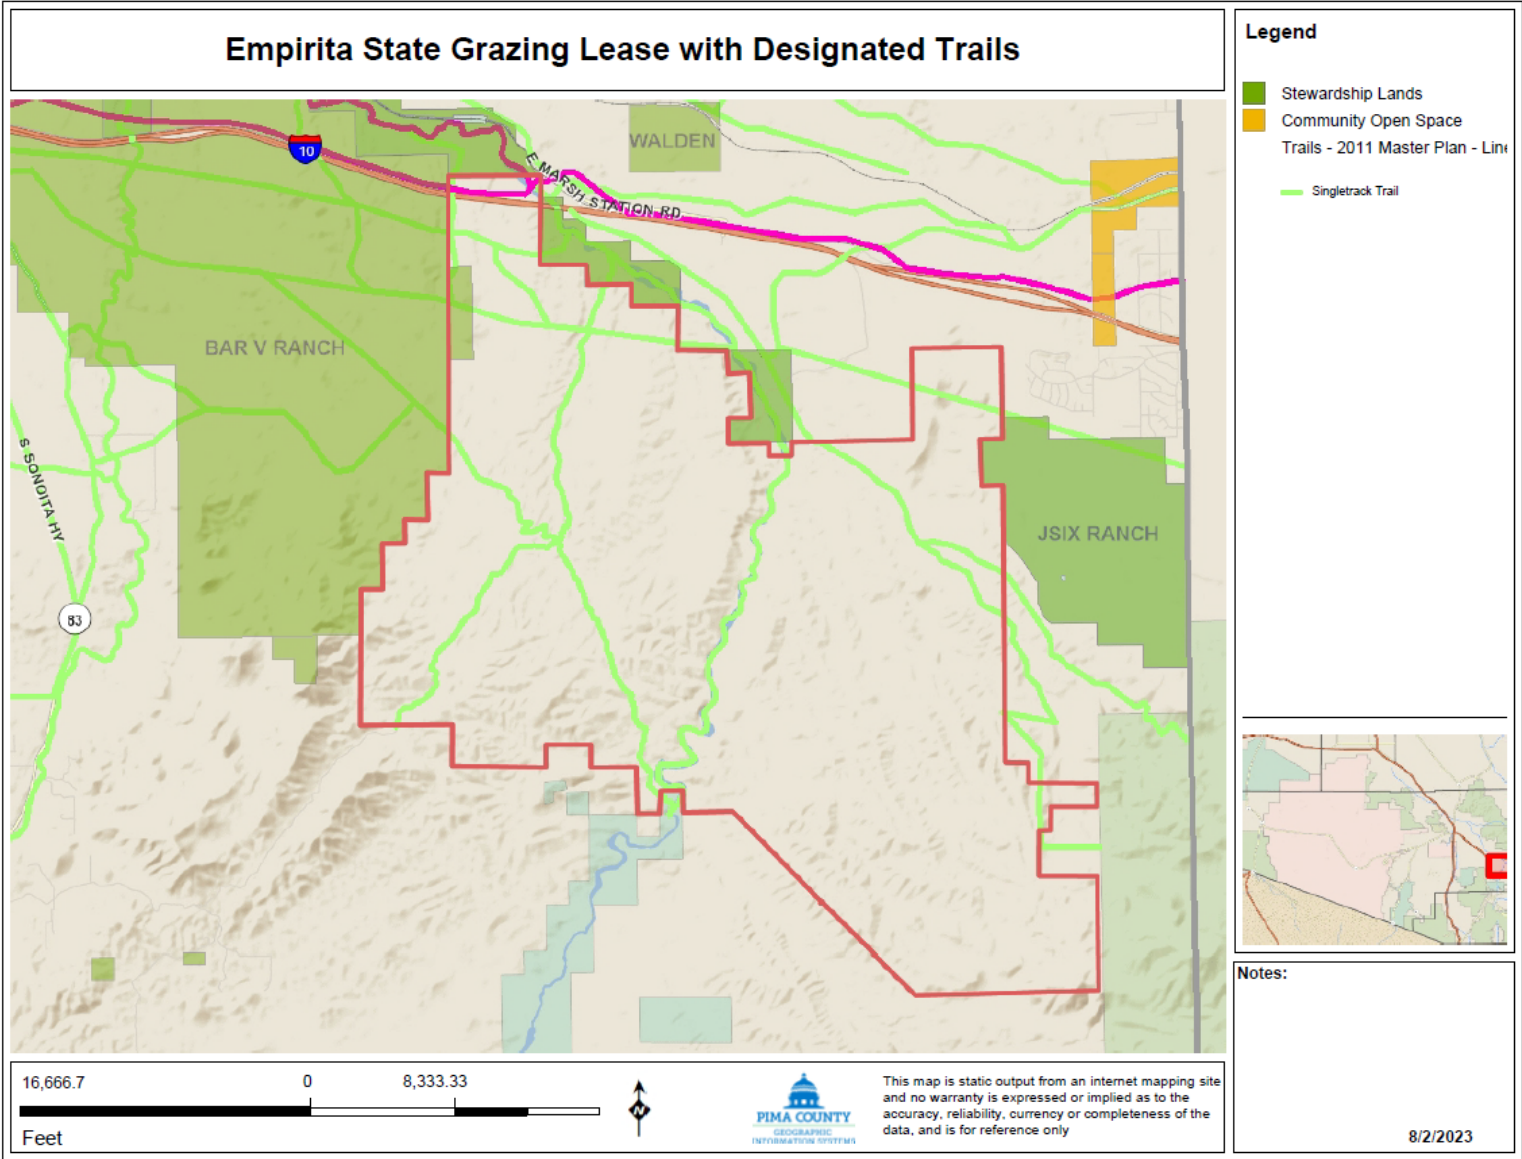 Empirita State Grazing Lease with Designated Trails
Legend
Stewardship Lands
Community Open Space
Trails - 2011 Master Plan - Line
Singletrack Trail
10
WALDEN
E MARSH STATION RD
BAR V RANCH
S SONOITA HY
JSIX RANCH
83
Notes:
8/2/2023
16,666.7
0
8,333.33
Feet
N
PIMA COUNTY
GEOGRAPHIC
INFORMATION SYSTEMS
This map is static output from an internet mapping site
and no warranty is expressed or implied as to the
accuracy, reliability, currency or completeness of the
data, and is for reference only